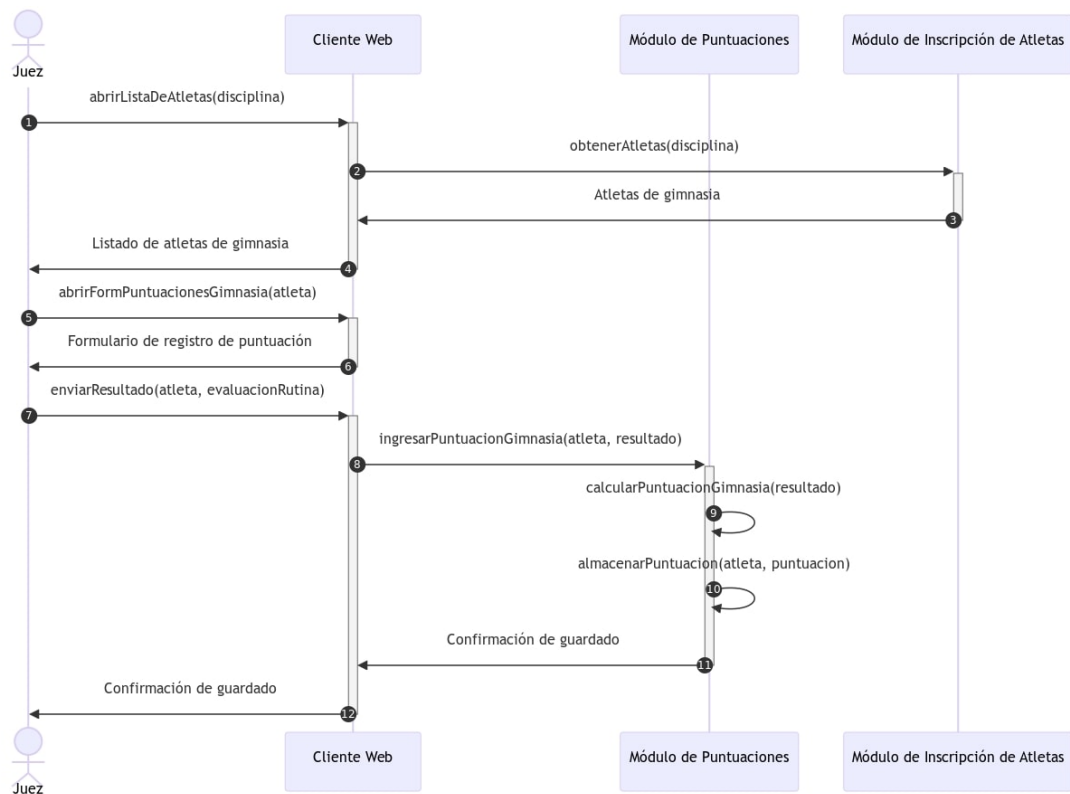 Cliente Web
Módulo de Puntuaciones
Módulo de Inscripción de Atletas
Juez
abrirListaDeAtletas(disciplina)
1
obtenerAtletas(disciplina)
2
Atletas de gimnasia
3
Listado de atletas de gimnasia
4
abrirFormPuntuacionesGimnasia(atleta)
5
Formulario de registro de puntuación
6
enviarResultado(atleta, evaluacionRutina)
7
ingresarPuntuacionGimnasia(atleta, resultado)
8
calcularPuntuacionGimnasia(resultado)
9
almacenarPuntuacion(atleta, puntuacion)
10
Confirmación de guardado
11
Confirmación de guardado
12
Cliente Web
Módulo de Puntuaciones
Módulo de Inscripción de Atletas
Juez